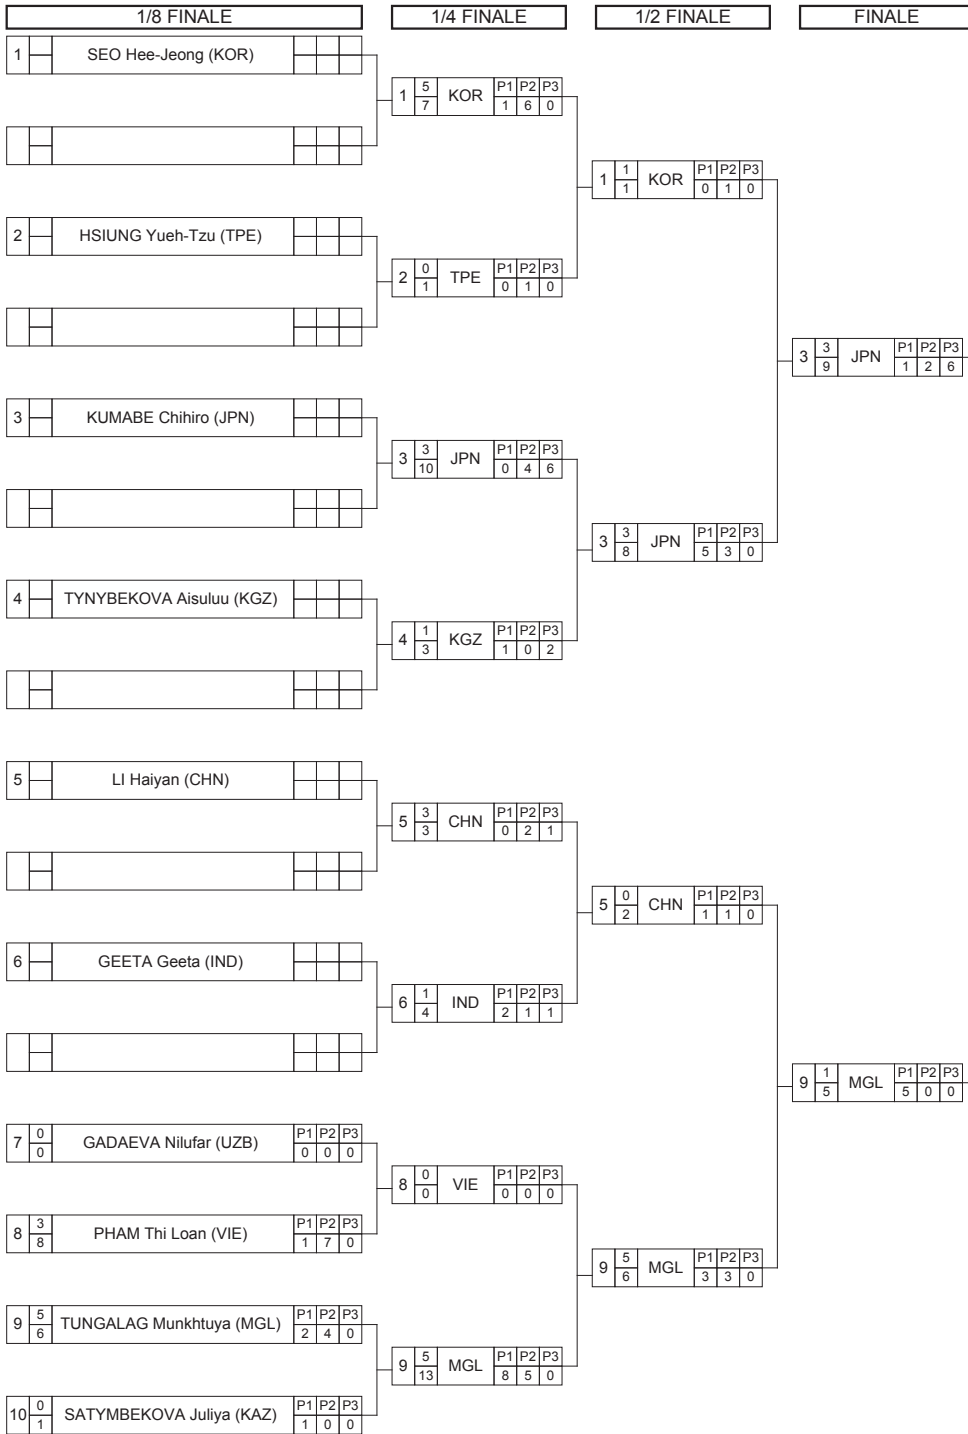 1/8 FINALE 1/4 FINALE 1/2 FINALE FINALE
1 SEO Hee-Jeong (KOR)
1 5 7 KOR P1 P2 P3 1 6 0
1 1 1 KOR P1 P2 P3 0 1 0
2 HSIUNG Yueh-Tzu (TPE)
2 0 1 TPE P1 P2 P3 0 1 0
3 3 9 JPN P1 P2 P3 1 2 6
3 KUMABE Chihiro (JPN)
3 3 10 JPN P1 P2 P3 0 4 6
3 3 8 JPN P1 P2 P3 5 3 0
4 TYNYBEKOVA Aisuluu (KGZ)
4 1 3 KGZ P1 P2 P3 1 0 2
5 LI Haiyan (CHN)
5 3 3 CHN P1 P2 P3 0 2 1
5 0 2 CHN P1 P2 P3 1 1 0
6 GEETA Geeta (IND)
6 1 4 IND P1 P2 P3 2 1 1
9 1 5 MGL P1 P2 P3 5 0 0
7 0 0 GADAEVA Nilufar (UZB) P1 P2 P3 0 0 0
8 0 0 VIE P1 P2 P3 0 0 0
8 3 8 PHAM Thi Loan (VIE) P1 P2 P3 1 7 0
9 5 6 MGL P1 P2 P3 3 3 0
9 5 6 TUNGALAG Munkhtuya (MGL) P1 P2 P3 2 4 0
9 5 13 MGL P1 P2 P3 8 5 0
10 0 1 SATYMBEKOVA Juliya (KAZ) P1 P2 P3 1 0 0